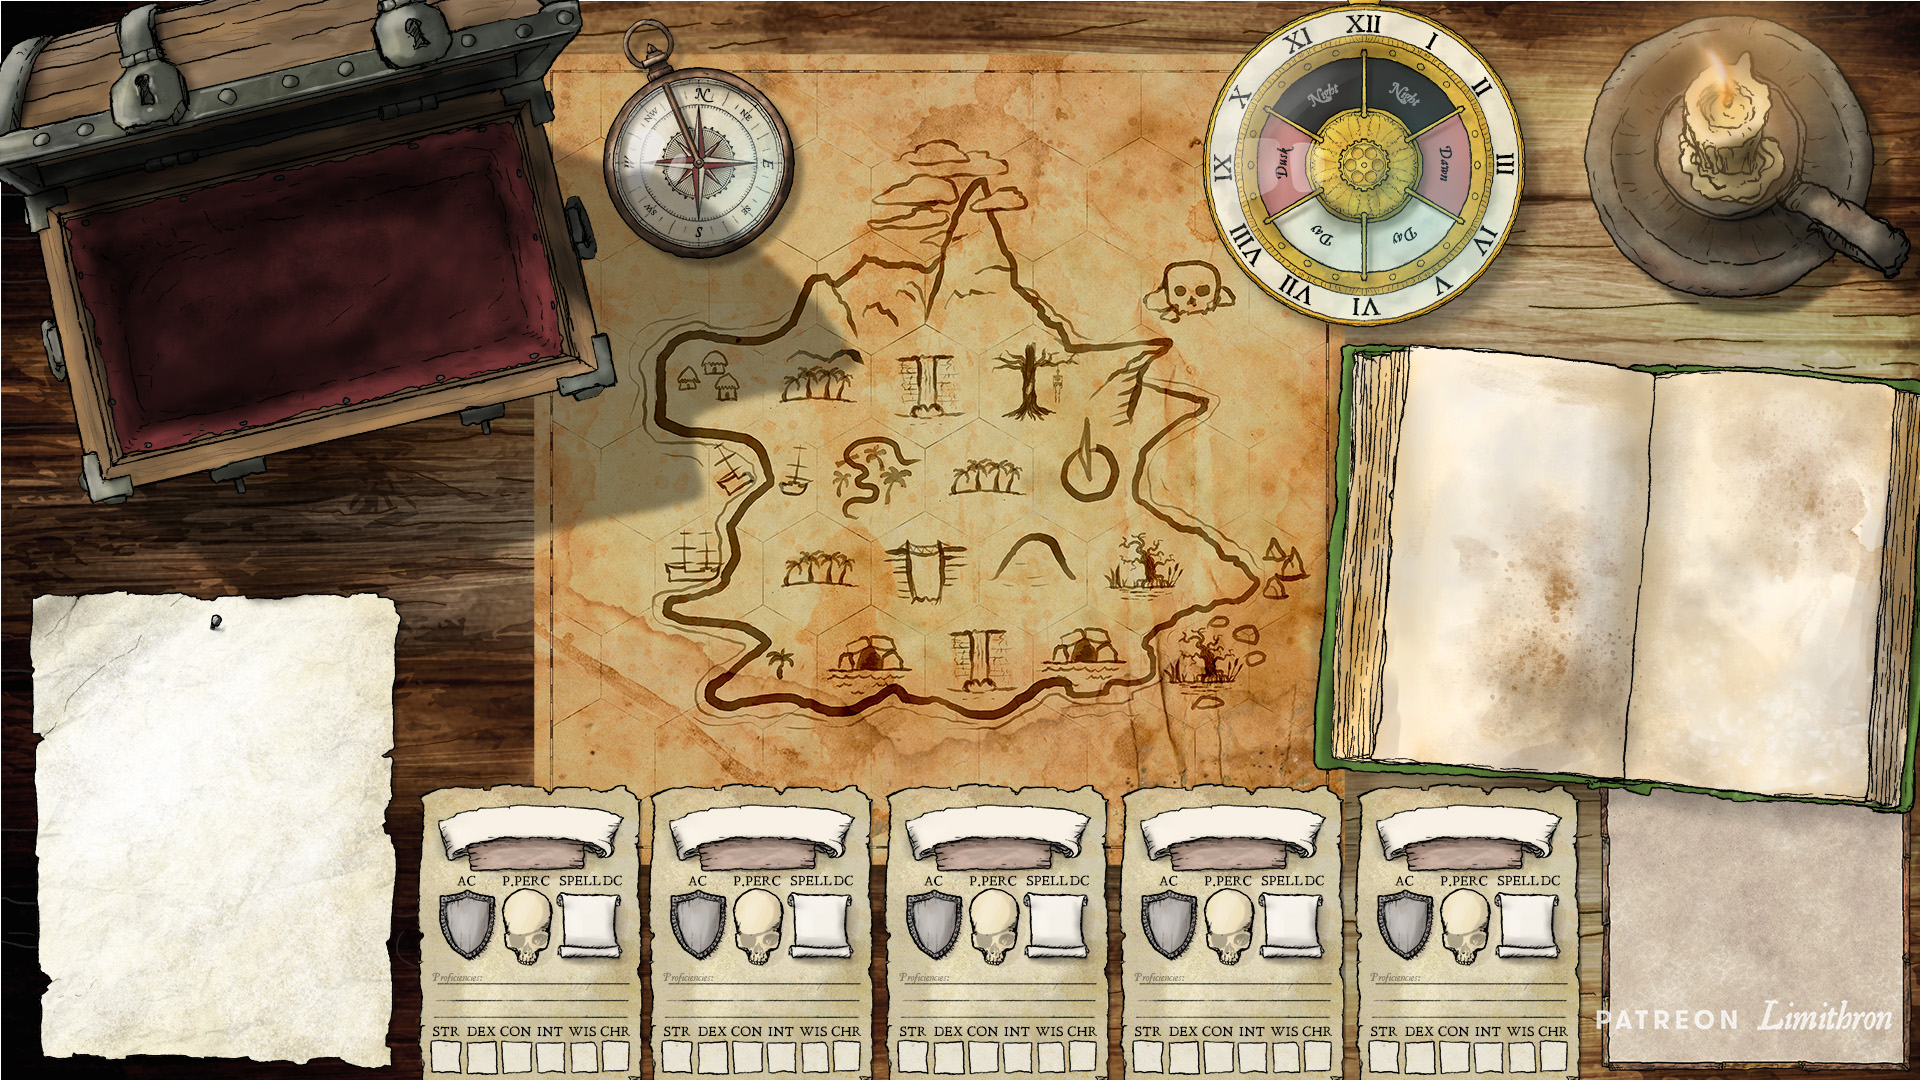 N
NE
E
SE
S
SW
W
NW
XII
I
II
III
IV
V
VI
VII
VIII
IX
X
XI
Night
Night
Dawn
Day
Day
Dusk
AC P.PERC SPELL DC
Proficiencies:
STR DEX CON INT WIS CHR
AC P.PERC SPELL DC
Proficiencies:
STR DEX CON INT WIS CHR
AC P.PERC SPELL DC
Proficiencies:
STR DEX CON INT WIS CHR
AC P.PERC SPELL DC
Proficiencies:
STR DEX CON INT WIS CHR
AC P.PERC SPELL DC
Proficiencies:
STR DEX CON INT WIS CHR
PATREON Limithron